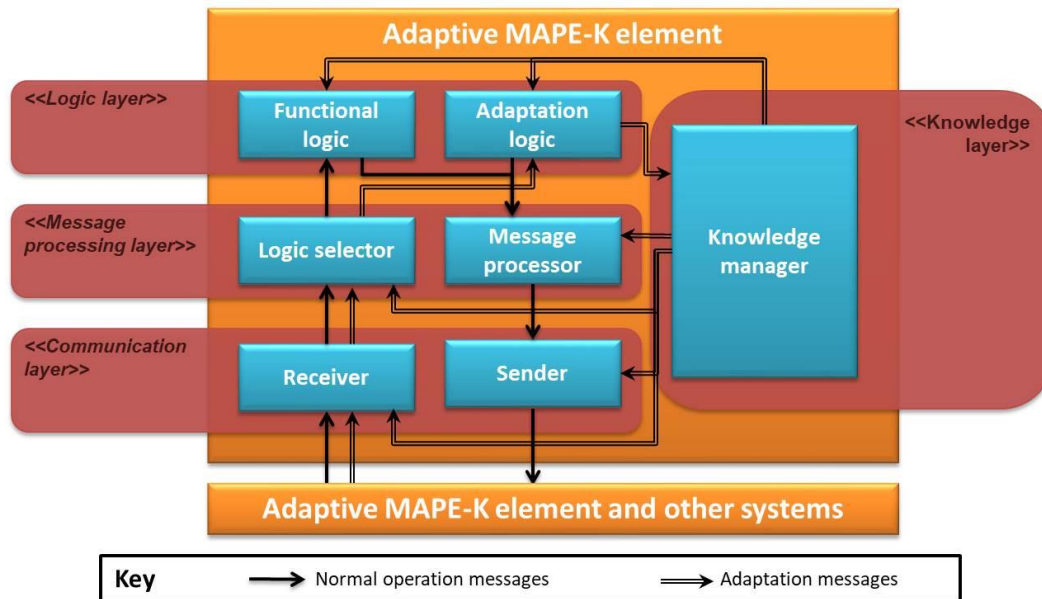 Adaptive MAPE-K element
<<Logic layer>>
Functional
logic
Adaptation
logic
<<Knowledge
layer>>
<<Message
processing layer>>
Logic selector
Message
processor
Knowledge
manager
<<Communication
layer>>
Receiver
Sender
Adaptive MAPE-K element and other systems
Key
Normal operation messages
Adaptation messages